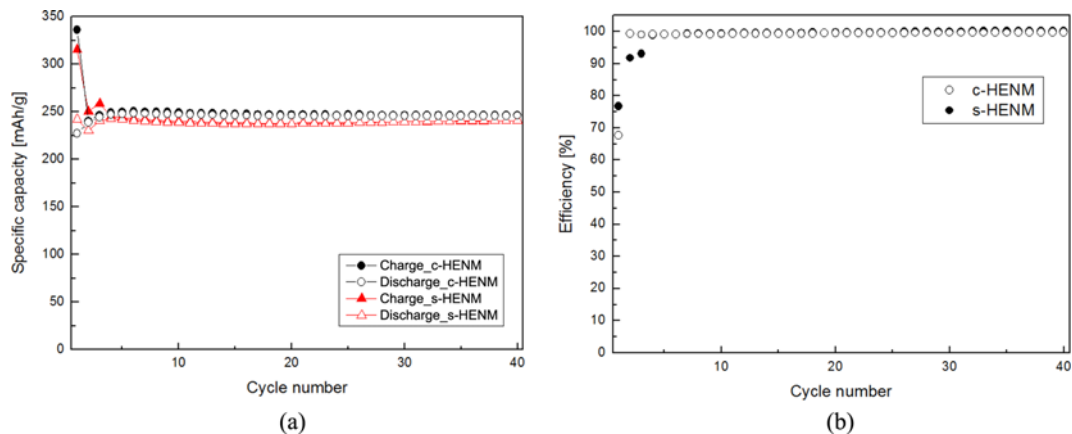 350
300
250
200
250
100
50
0
Specific capacity [mAh/g]
Charge_c-HENM
Discharge_c-HENM
Charge_s-HENM
Discharge_s-HENM
0
10
20
30
40
Cycle number
(a)
100
90
80
70
60
50
40
30
20
10
0
Efficiency [%]
c-HENM
s-HENM
10
20
30
40
Cycle number
(b)